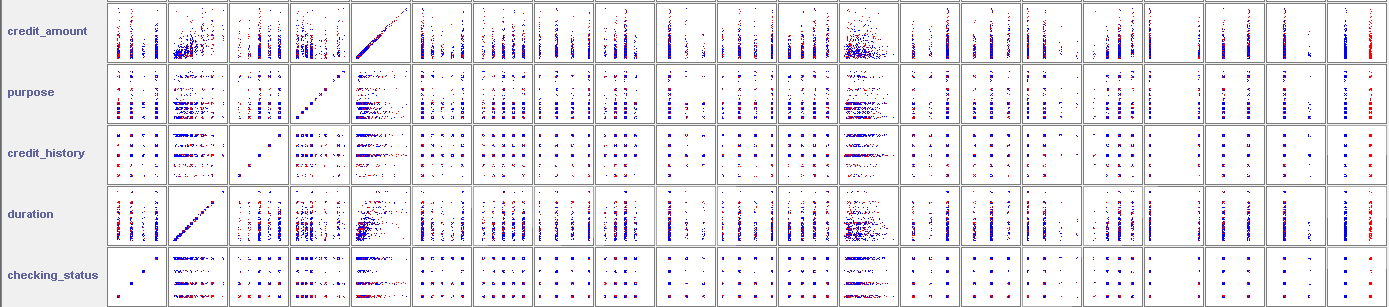 credit_amount
purpose
credit_history
duration
checking_status